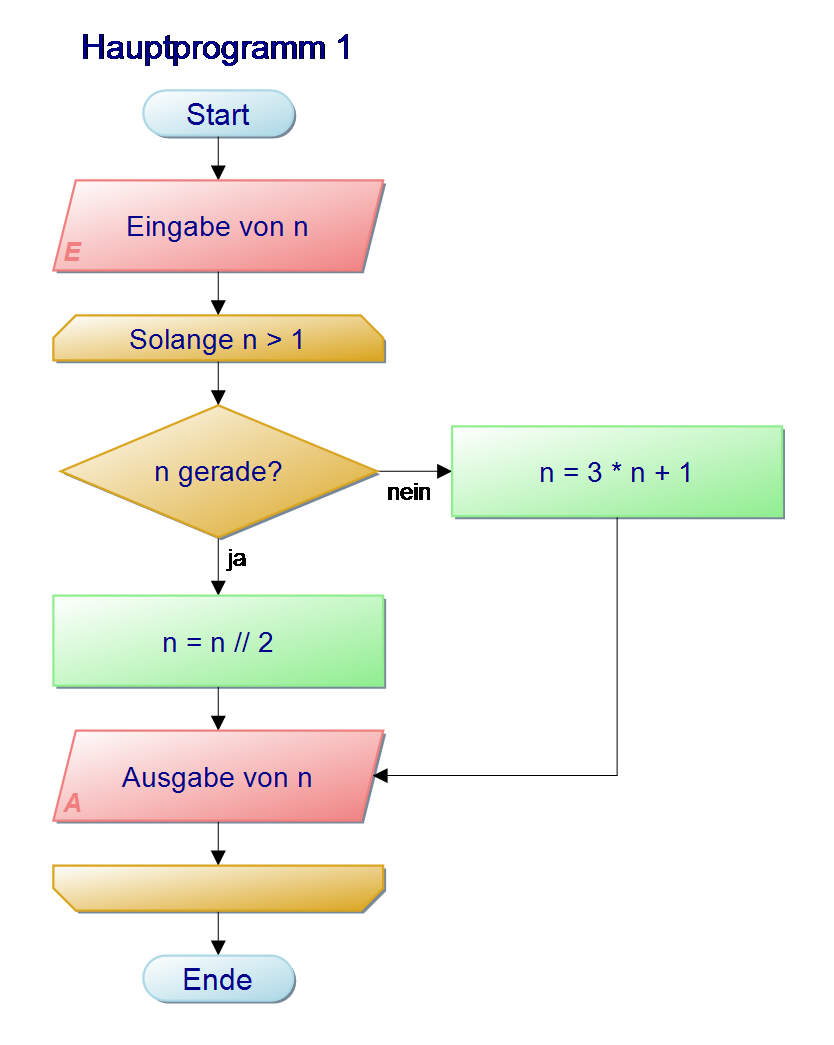 Hauptprogramm 1
Start
Eingabe von n
E
Solange n > 1
n gerade?
nein
n = 3 * n + 1
ja
n = n // 2
Ausgabe von n
A
Ende